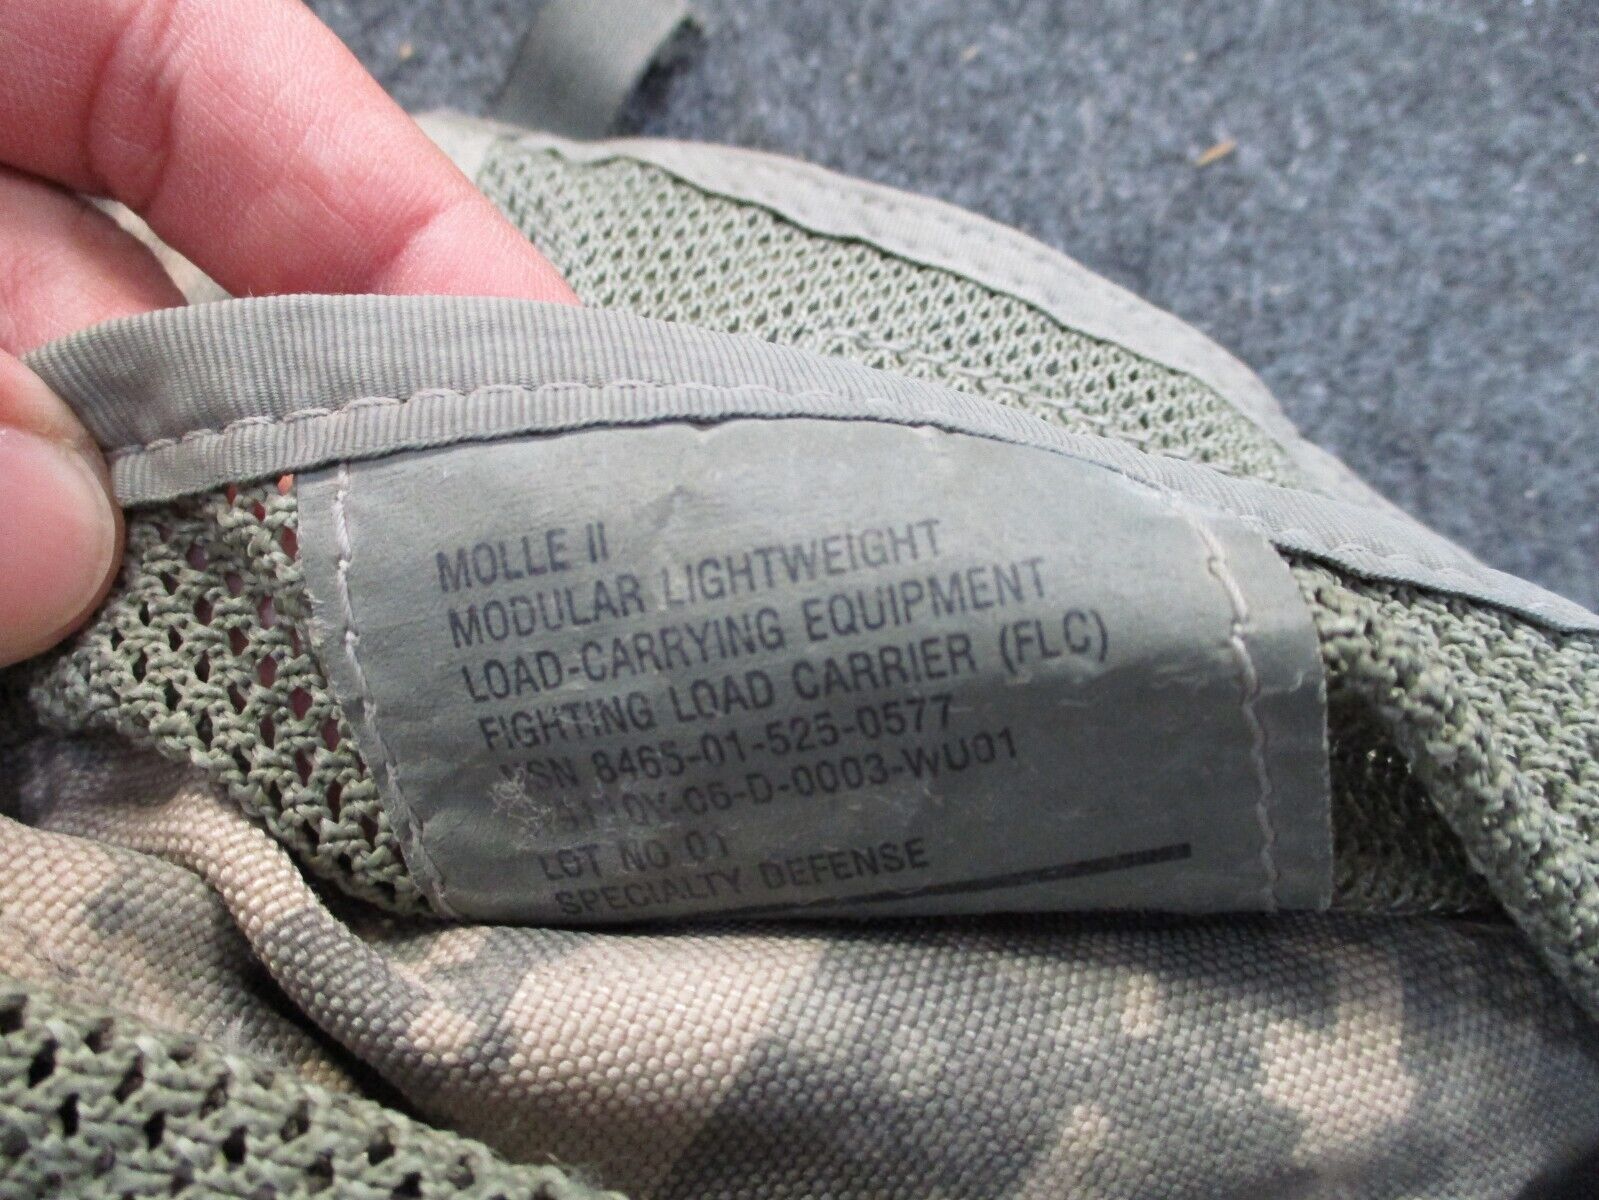 MOLLE II
MODULAR LIGHTWEIGHT
LOAD-CARRYING EQUIPMENT
FIGHTING LOAD CARRIER (FLC)
NSN 8465-01-525-0577
LOT NO 01
SPECIALTY DEFENSE